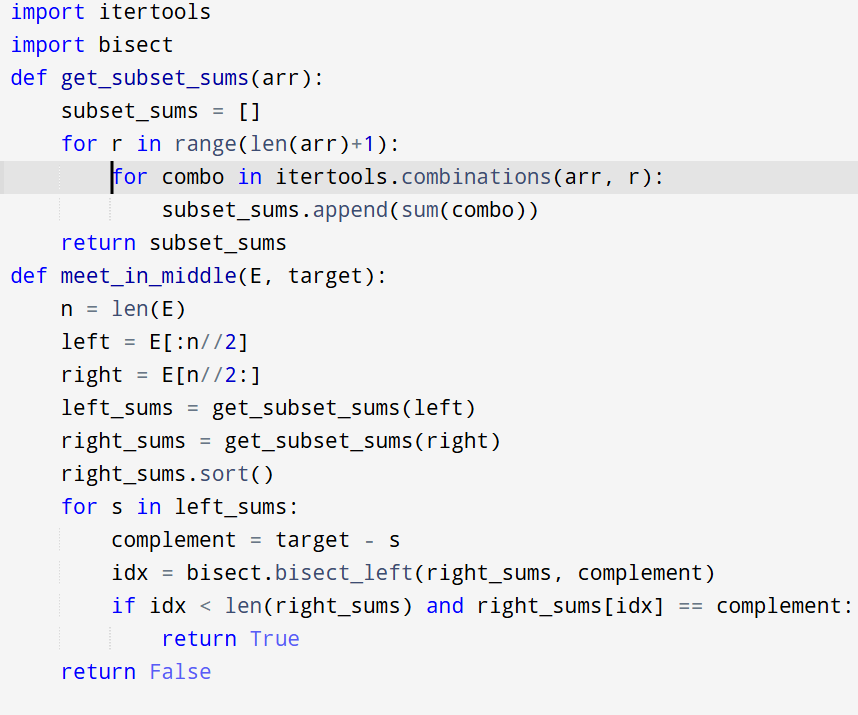 import itertools
import bisect
def get_subset_sums(arr):
    subset_sums = []
    for r in range(len(arr)+1):
        for combo in itertools.combinations(arr, r):
            subset_sums.append(sum(combo))
    return subset_sums
def meet_in_middle(E, target):
    n = len(E)
    left = E[:n//2]
    right = E[n//2:]
    left_sums = get_subset_sums(left)
    right_sums = get_subset_sums(right)
    right_sums.sort()
    for s in left_sums:
        complement = target - s
        idx = bisect.bisect_left(right_sums, complement)
        if idx < len(right_sums) and right_sums[idx] == complement:
            return True
    return False